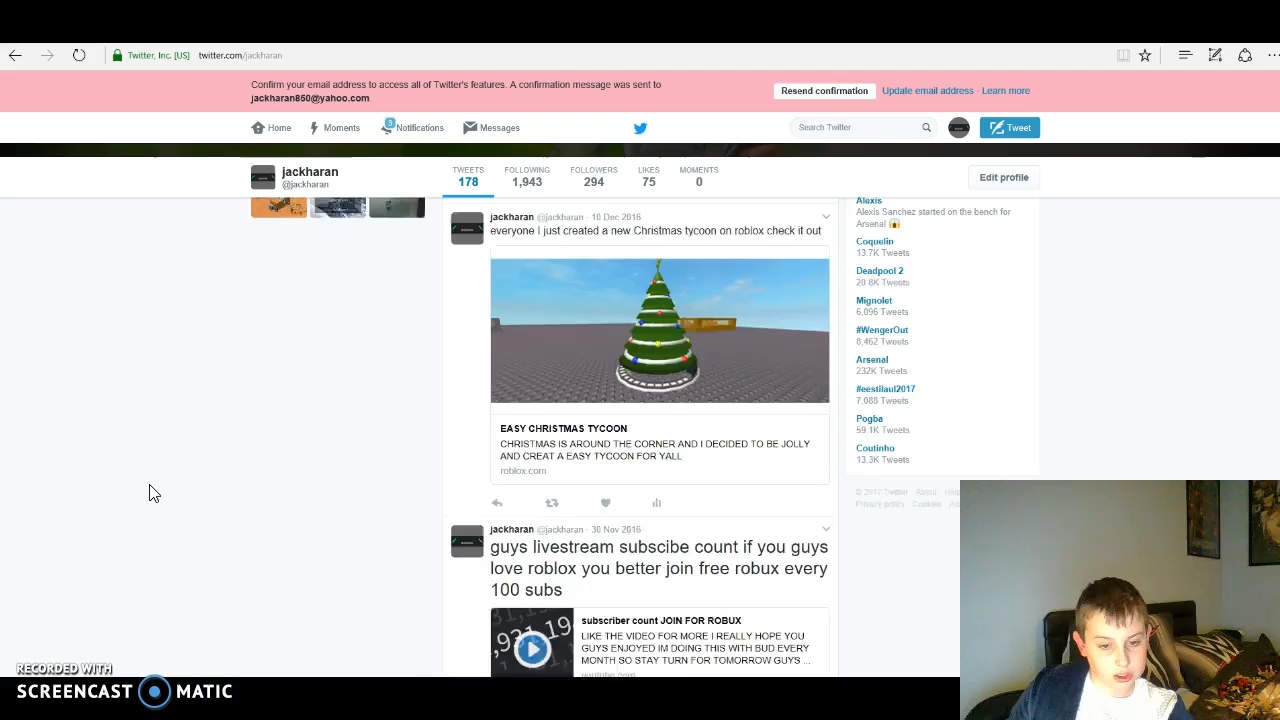 Twitter, Inc. [US] twitter.com/jackharan
Confirm your email address to access all of Twitter's features. A confirmation message was sent to
jackharan850@yahoo.com.
Resend confirmation
Update email address · Learn more
Home
Moments
3
Notifications
Messages
Search Twitter
Tweet
jackharan
@jackharan
TWEETS
178
FOLLOWING
1,943
FOLLOWERS
294
LIKES
75
MOMENTS
0
Edit profile
jackharan @jackharan · 10 Dec 2016
everyone I just created a new Christmas tycoon on roblox check it out
EASY CHRISTMAS TYCOON
CHRISTMAS IS AROUND THE CORNER AND I DECIDED TO BE JOLLY
AND CREAT A EASY TYCOON FOR YALL
roblox.com
jackharan @jackharan · 30 Nov 2016
guys livestream subscibe count if you guys
love roblox you better join free robux every
100 subs
subscriber count JOIN FOR ROBUX
LIKE THE VIDEO FOR MORE I REALLY HOPE YOU
GUYS ENJOYED IM DOING THIS WITH BUD EVERY
MONTH SO STAY TURN FOR TOMORROW GUYS ...
Alexis
Alexis Sanchez started on the bench for
Arsenal
Coquelin
13.7K Tweets
Deadpool 2
20.8K Tweets
Mignolet
6,096 Tweets
#WengerOut
8,462 Tweets
Arsenal
232K Tweets
#eestilaul2017
7,088 Tweets
Pogba
59.1K Tweets
Coutinho
13.3K Tweets
© 2017 Twitter About
Privacy policy Cookies
RECORDED WITH
SCREENCAST MATIC